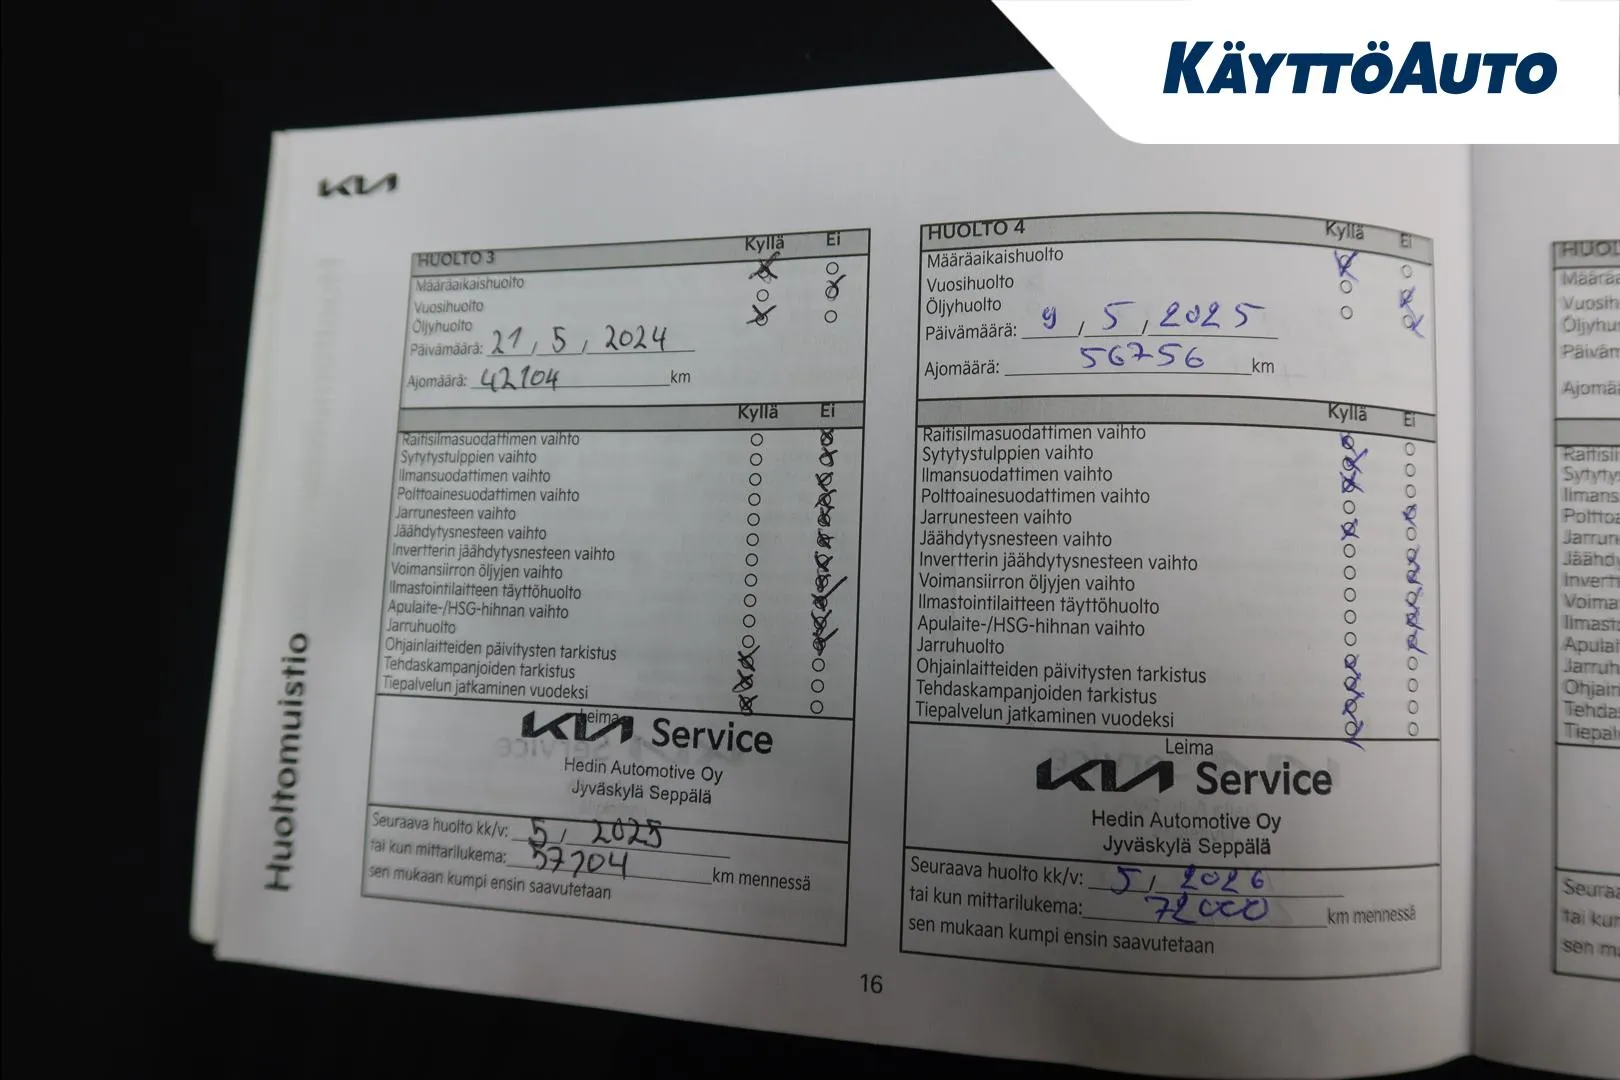 KÄYTTÖAUTO
KIA
Huoltomuistio
HUOLTO 3 Kyllä Ei
Määräaikaishuolto
Vuosihuolto
Öljyhuolto
Päivämäärä: 21, 5, 2024
Ajomäärä: 42104 km
Kyllä Ei
Raitisilmasuodattimen vaihto
Sytytystulppien vaihto
Ilmansuodattimen vaihto
Polttoainesuodattimen vaihto
Jarrunesteen vaihto
Jäähdytysnesteen vaihto
Invertterin jäähdytysnesteen vaihto
Voimansiirron öljyjen vaihto
Ilmastointilaitteen täyttöhuolto
Apulaite-/HSG-hihnan vaihto
Jarruhuolto
Ohjainlaitteiden päivitysten tarkistus
Tehdaskampanjoiden tarkistus
Tiepalvelun jatkaminen vuodeksi
Leima
KIA Service
Hedin Automotive Oy
Jyväskylä Seppälä
Seuraava huolto kk/v: 5, 2025
tai kun mittarilukema: 57104 km mennessä
sen mukaan kumpi ensin saavutetaan
HUOLTO 4 Kyllä Ei
Määräaikaishuolto
Vuosihuolto
Öljyhuolto
Päivämäärä: 9, 5, 2025
Ajomäärä: 56756 km
Kyllä Ei
Raitisilmasuodattimen vaihto
Sytytystulppien vaihto
Ilmansuodattimen vaihto
Polttoainesuodattimen vaihto
Jarrunesteen vaihto
Jäähdytysnesteen vaihto
Invertterin jäähdytysnesteen vaihto
Voimansiirron öljyjen vaihto
Ilmastointilaitteen täyttöhuolto
Apulaite-/HSG-hihnan vaihto
Jarruhuolto
Ohjainlaitteiden päivitysten tarkistus
Tehdaskampanjoiden tarkistus
Tiepalvelun jatkaminen vuodeksi
Leima
KIA Service
Hedin Automotive Oy
Jyväskylä Seppälä
Seuraava huolto kk/v: 5, 2026
tai kun mittarilukema: 72000 km mennessä
sen mukaan kumpi ensin saavutetaan
16